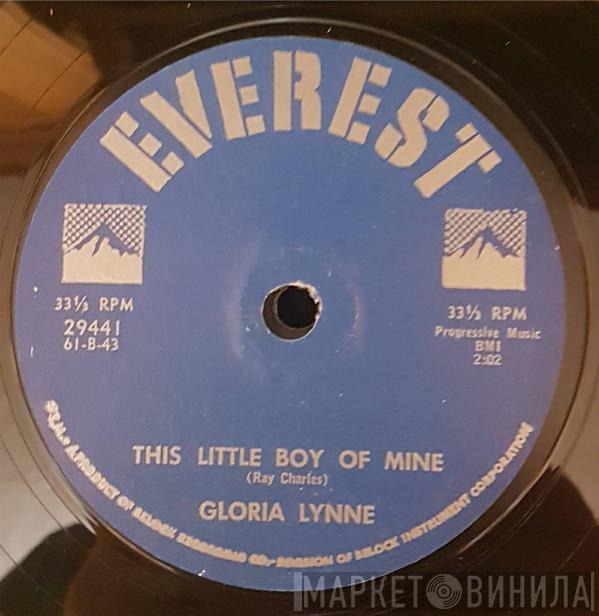 EVEREST
33⅓ RPM
29441
61-B-43
33⅓ RPM
Progressive Music
BMI
2:02
THIS LITTLE BOY OF MINE
(Ray Charles)
GLORIA LYNNE
A PRODUCT OF BELOCK RECORDING CO.- DIVISION OF BELOCK INSTRUMENT CORPORATION
МАРКЕТ ВИНИЛА